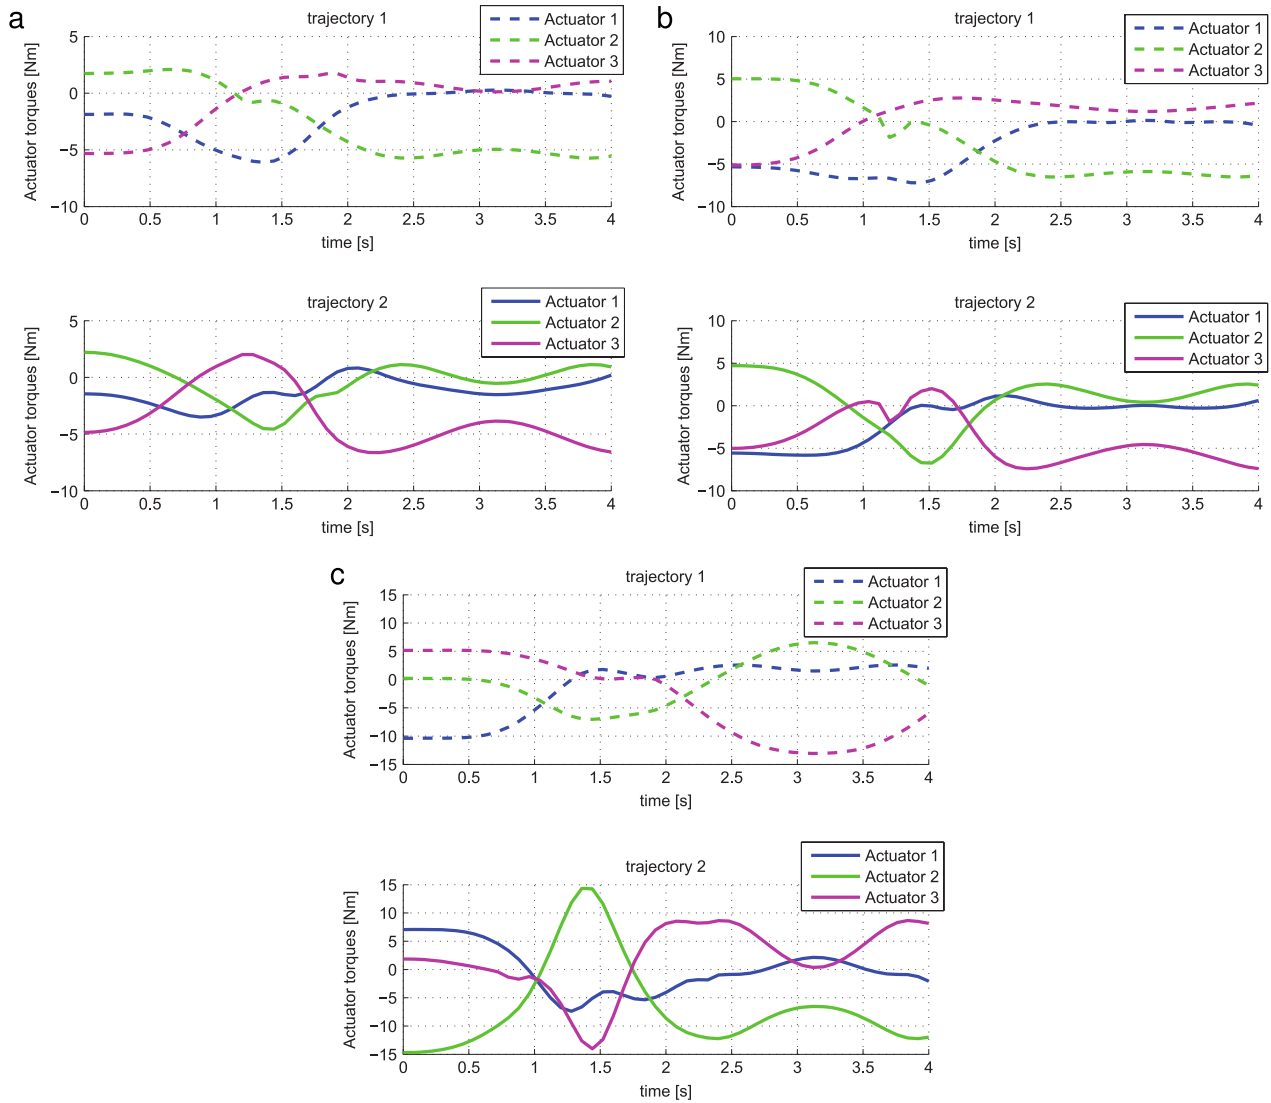 a
trajectory 1
Actuator 1
Actuator 2
Actuator 3
Actuator torques [Nm]
5
0
−5
−10
0 0.5 1 1.5 2 2.5 3 3.5 4
time [s]
trajectory 2
Actuator 1
Actuator 2
Actuator 3
Actuator torques [Nm]
5
0
−5
−10
0 0.5 1 1.5 2 2.5 3 3.5 4
time [s]
b
trajectory 1
Actuator 1
Actuator 2
Actuator 3
Actuator torques [Nm]
10
5
0
−5
−10
0 0.5 1 1.5 2 2.5 3 3.5 4
time [s]
trajectory 2
Actuator 1
Actuator 2
Actuator 3
Actuator torques [Nm]
10
5
0
−5
−10
0 0.5 1 1.5 2 2.5 3 3.5 4
time [s]
c
trajectory 1
Actuator 1
Actuator 2
Actuator 3
Actuator torques [Nm]
15
10
5
0
−5
−10
−15
0 0.5 1 1.5 2 2.5 3 3.5 4
time [s]
trajectory 2
Actuator 1
Actuator 2
Actuator 3
Actuator torques [Nm]
15
10
5
0
−5
−10
−15
0 0.5 1 1.5 2 2.5 3 3.5 4
time [s]